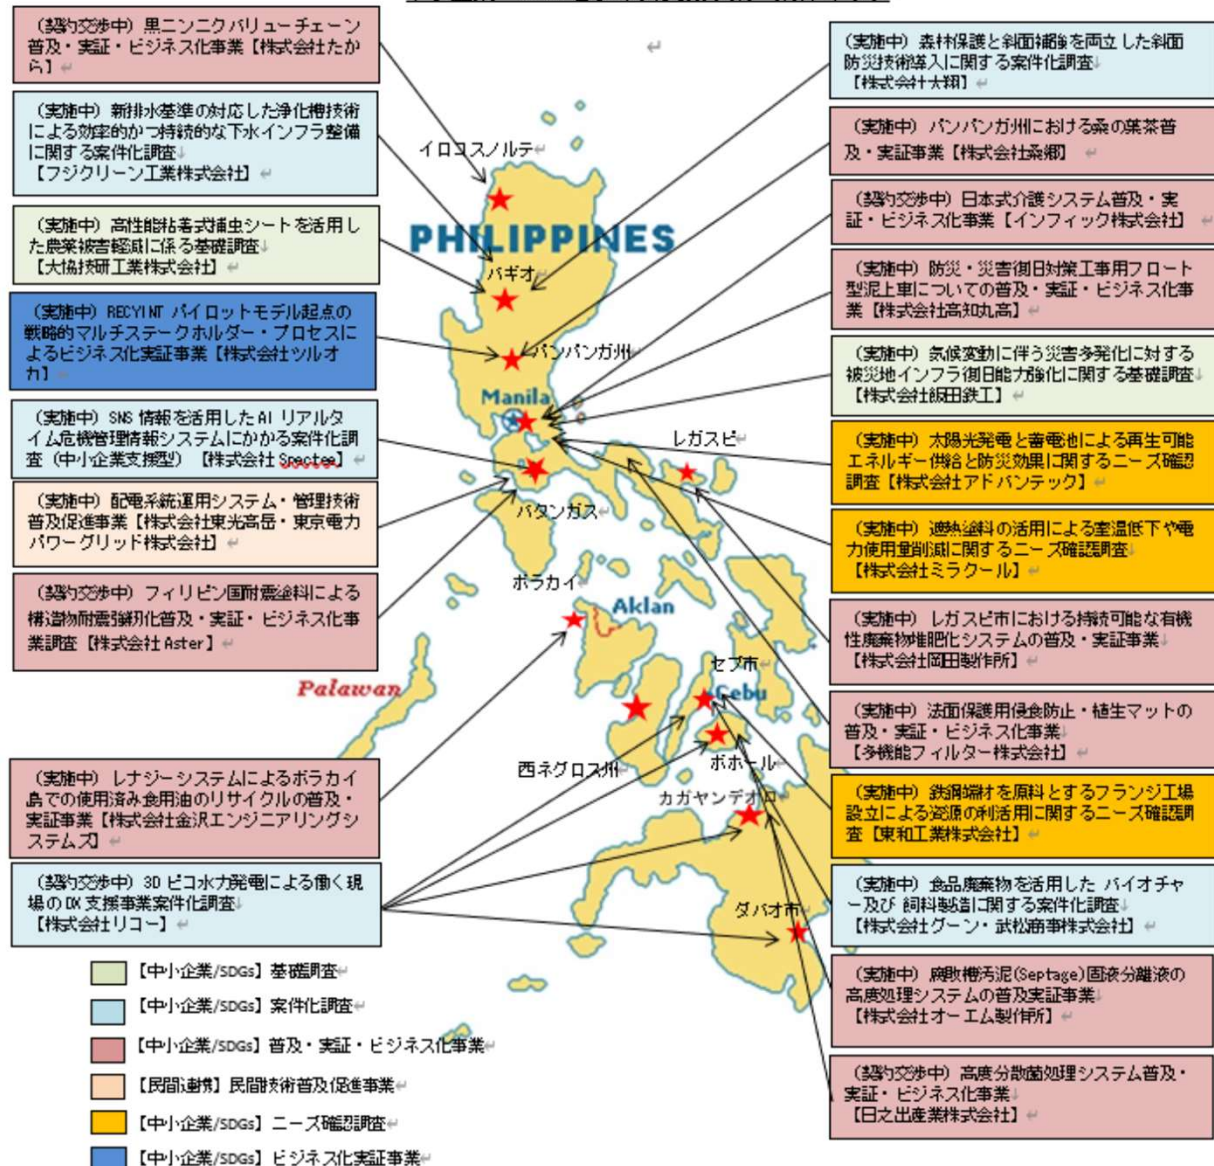 （契約交渉中）黒ニンニクバリューチェーン
普及・実証・ビジネス化事業【株式会社たか
ら】
（実施中）新排水基準の対応した浄化槽技術
による効率的かつ持続的な下水インフラ整備
に関する案件化調査
【フジクリーン工業株式会社】
（実施中）高性能粘着式捕虫シートを活用し
た農業被害軽減に係る基礎調査
【大協技研工業株式会社】
（実施中）RECYINT パイロットモデル起点の
戦略的マルチステークホルダー・プロセスに
よるビジネス化実証事業【株式会社ツルオ
カ】
（実施中）SNS 情報を活用した AI リアルタ
イム危機管理情報システムにかかる案件化調
査（中小企業支援型）【株式会社 Spectee】
（実施中）配電系統運用システム・管理技術
普及促進事業【株式会社東光高岳・東京電力
パワーグリッド株式会社】
（契約交渉中）フィリピン国耐震塗料による
構造物耐震強靭化普及・実証・ビジネス化事
業調査【株式会社 Aster】
（実施中）レナジーシステムによるボラカイ
島での使用済み食用油のリサイクルの普及・
実証事業【株式会社金沢エンジニアリングシ
ステムズ】
（契約交渉中）3D ピコ水力発電による働く現
場の DX 支援事業案件化調査
【株式会社リコー】
イロコスノルテ
PHILIPPINES
バギオ
パンパンガ州
Manila
レガスピ
バタンガス
ボラカイ
Aklan
Palawan
セブ市
Cebu
西ネグロス州
ボホール
カガヤンデオロ
ダバオ市
（実施中）森林保護と斜面補強を両立した斜面
防災技術導入に関する案件化調査
【株式会社大翔】
（実施中）パンパンガ州における桑の葉茶普
及・実証事業【株式会社桑郷】
（契約交渉中）日本式介護システム普及・実
証・ビジネス化事業【インフィック株式会社】
（実施中）防災・災害復旧対策工事用フロート
型泥上車についての普及・実証・ビジネス化事
業【株式会社高知丸高】
（実施中）気候変動に伴う災害多発化に対する
被災地インフラ復旧能力強化に関する基礎調査
【株式会社飯田鉄工】
（実施中）太陽光発電と蓄電池による再生可能
エネルギー供給と防災効果に関するニーズ確認
調査【株式会社アドバンテック】
（実施中）遮熱塗料の活用による室温低下や電
力使用量削減に関するニーズ確認調査
【株式会社ミラクール】
（実施中）レガスピ市における持続可能な有機
性廃棄物堆肥化システムの普及・実証事業
【株式会社岡田製作所】
（実施中）法面保護用侵食防止・植生マットの
普及・実証・ビジネス化事業
【多機能フィルター株式会社】
（実施中）鉄鋼端材を原料とするフランジ工場
設立による資源の利活用に関するニーズ確認調
査【東和工業株式会社】
（実施中）食品廃棄物を活用した バイオチャ
ー及び 飼料製造に関する案件化調査
【株式会社グーン・武松商事株式会社】
（実施中）腐敗槽汚泥(Septage)固液分離液の
高度処理システムの普及実証事業
【株式会社オーエム製作所】
（契約交渉中）高度分散菌処理システム普及・
実証・ビジネス化事業
【日之出産業株式会社】
【中小企業/SDGs】基礎調査
【中小企業/SDGs】案件化調査
【中小企業/SDGs】普及・実証・ビジネス化事業
【民間連携】民間技術普及促進事業
【中小企業/SDGs】ニーズ確認調査
【中小企業/SDGs】ビジネス化実証事業